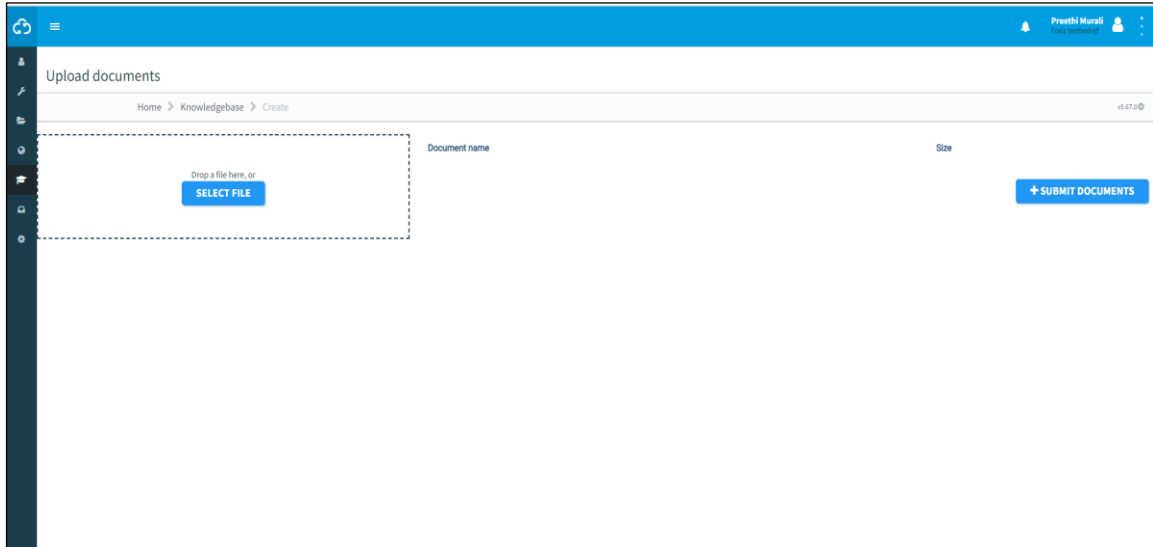 Preethi Murali
Upload documents
Home > Knowledgebase > Create
v5.67.0
Document name
Size
Drop a file here, or
SELECT FILE
+ SUBMIT DOCUMENTS